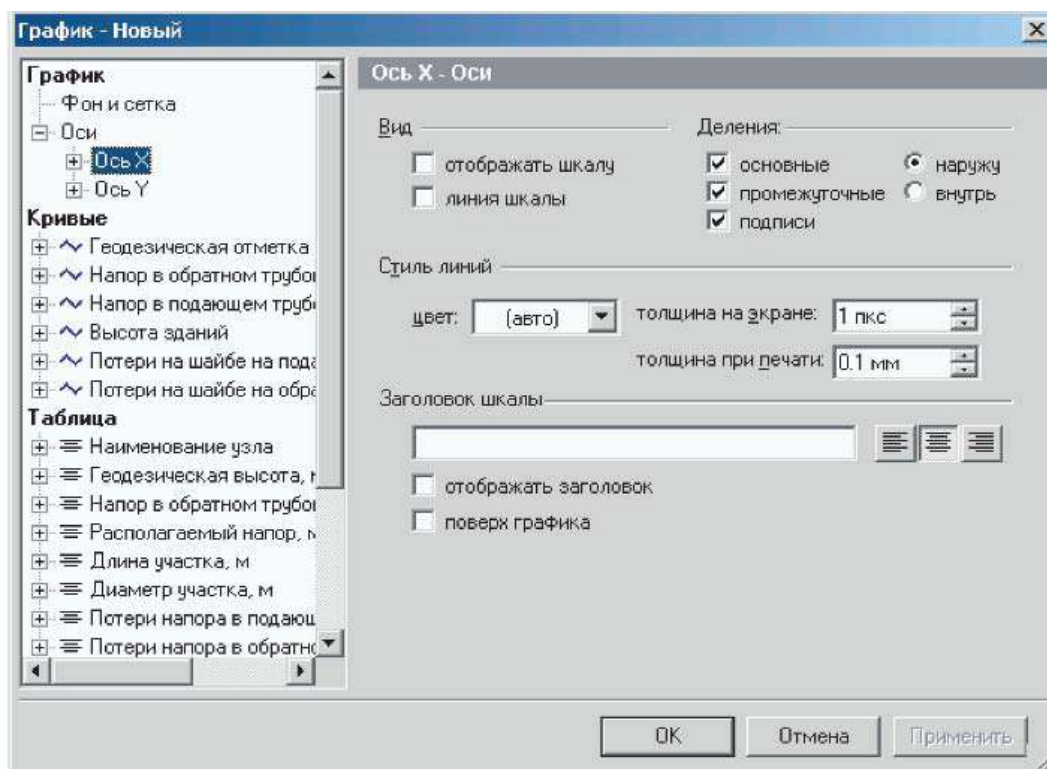 График - Новый
График
Фон и сетка
Оси
Ось X
Ось Y
Кривые
Геодезическая отметка
Напор в обратном трубо
Напор в подающем труб
Высота зданий
Потери на шайбе на пода
Потери на шайбе на обра
Таблица
Наименование узла
Геодезическая высота,
Напор в обратном трубо
Располагаемый напор, м
Длина участка, м
Диаметр участка, м
Потери напора в подающ
Потери напора в обратно
Ось X - Оси
Вид
отображать шкалу
линия шкалы
Деления:
основные
наружу
промежуточные
внутрь
подписи
Стиль линий
цвет:
(авто)
толщина на экране:
1 пкс
толщина при печати:
0.1 мм
Заголовок шкалы
отображать заголовок
поверх графика
OK
Отмена
Применить